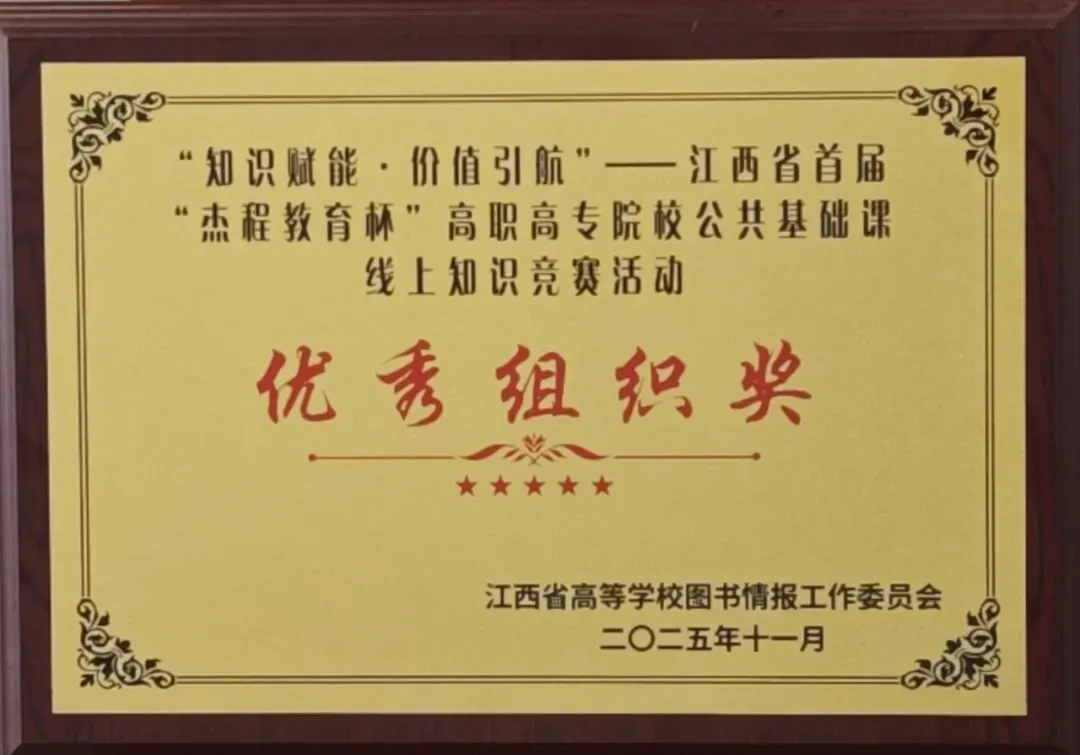 “知识赋能·价值引航”——江西省首届
“杰程教育杯”高职高专院校公共基础课
线上知识竞赛活动
优秀组织奖
江西省高等学校图书情报工作委员会
二〇二五年十一月